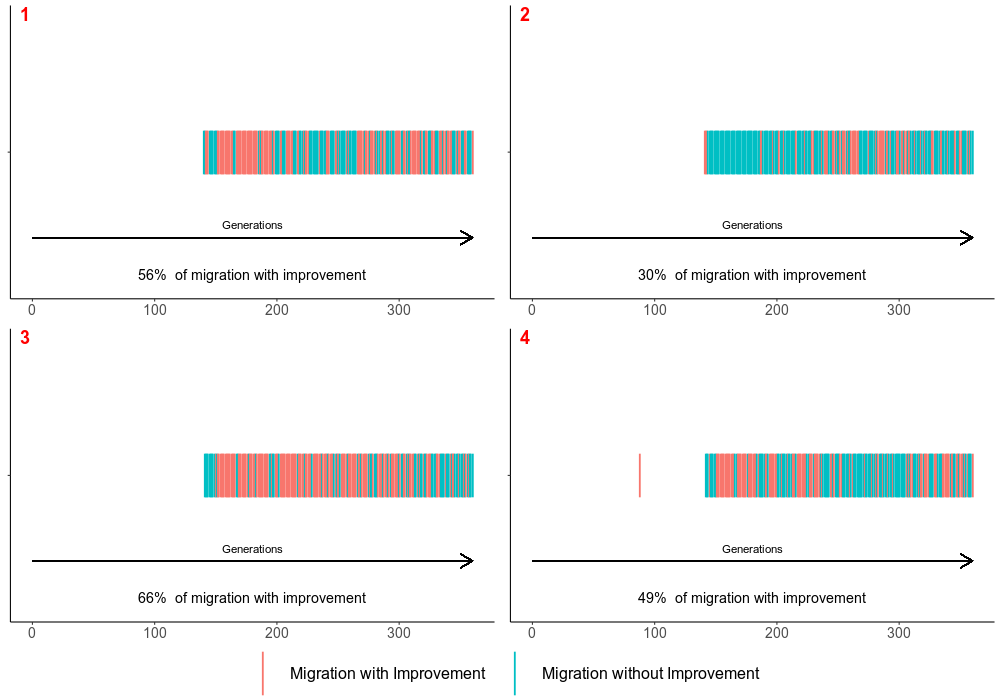 1
Generations
56% of migration with improvement
0 100 200 300
2
Generations
30% of migration with improvement
0 100 200 300
3
Generations
66% of migration with improvement
0 100 200 300
4
Generations
49% of migration with improvement
0 100 200 300
Migration with Improvement Migration without Improvement